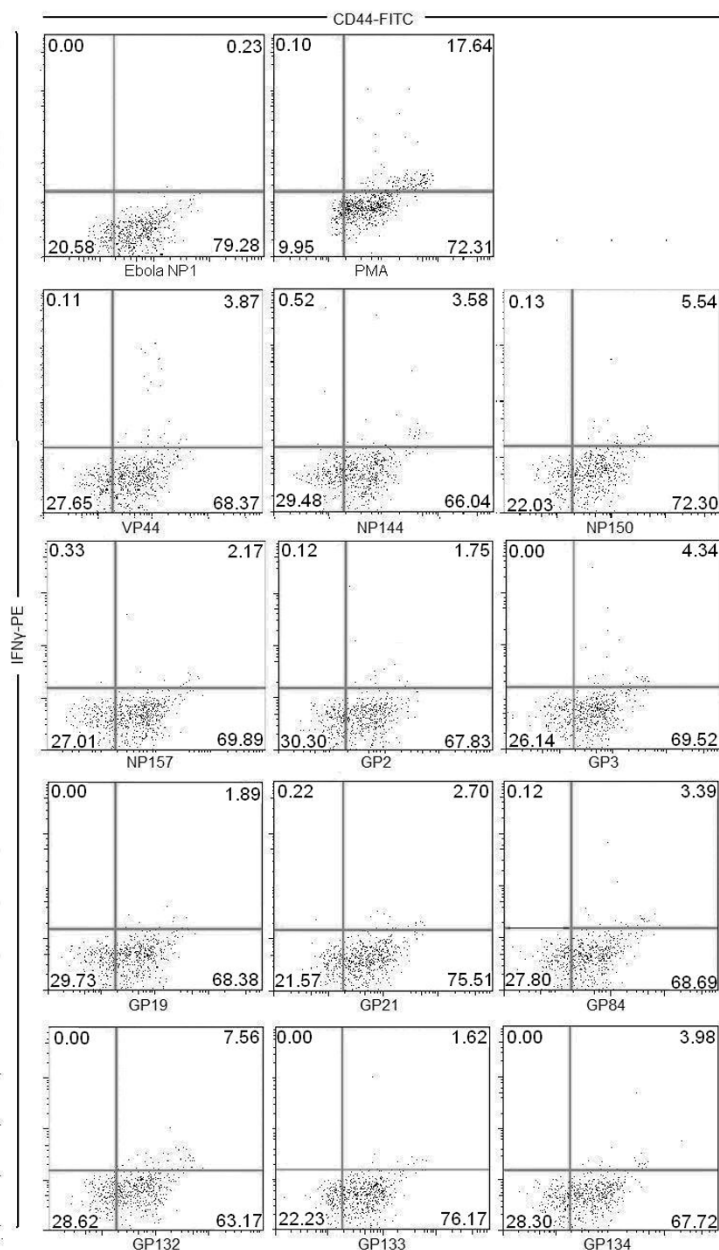 CD44-FITC
IFNγ-PE
0.00 0.23
20.58 79.28
Ebola NP1
0.10 17.64
9.95 72.31
PMA
0.11 3.87
27.65 68.37
VP44
0.52 3.58
29.48 66.04
NP144
0.13 5.54
22.03 72.30
NP150
0.33 2.17
27.01 69.89
NP157
0.12 1.75
30.30 67.83
GP2
0.00 4.34
26.14 69.52
GP3
0.00 1.89
29.73 68.38
GP19
0.22 2.70
21.57 75.51
GP21
0.12 3.39
27.80 68.69
GP84
0.00 7.56
28.62 63.17
GP132
0.00 1.62
22.23 76.17
GP133
0.00 3.98
28.30 67.72
GP134